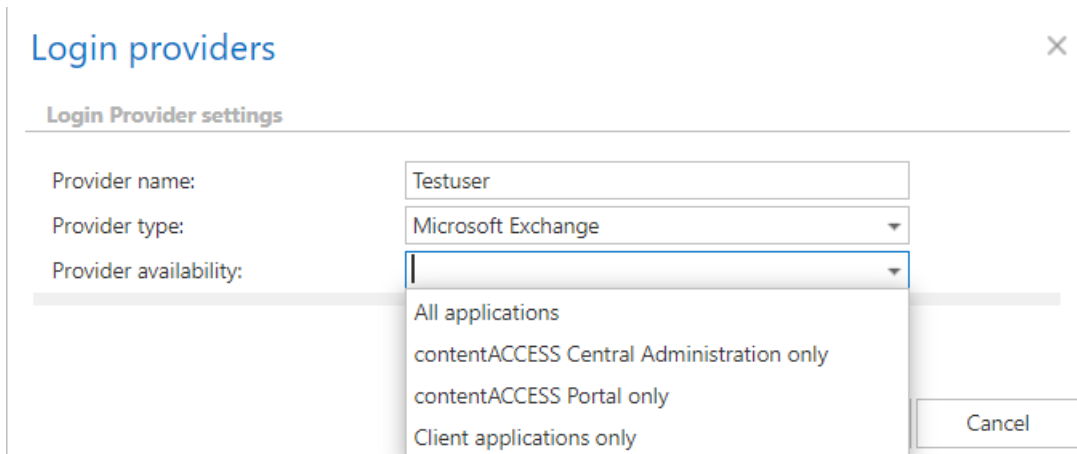 Login providers
Login Provider settings
Provider name: Testuser
Provider type: Microsoft Exchange
Provider availability:
All applications
contentACCESS Central Administration only
contentACCESS Portal only
Client applications only
Cancel